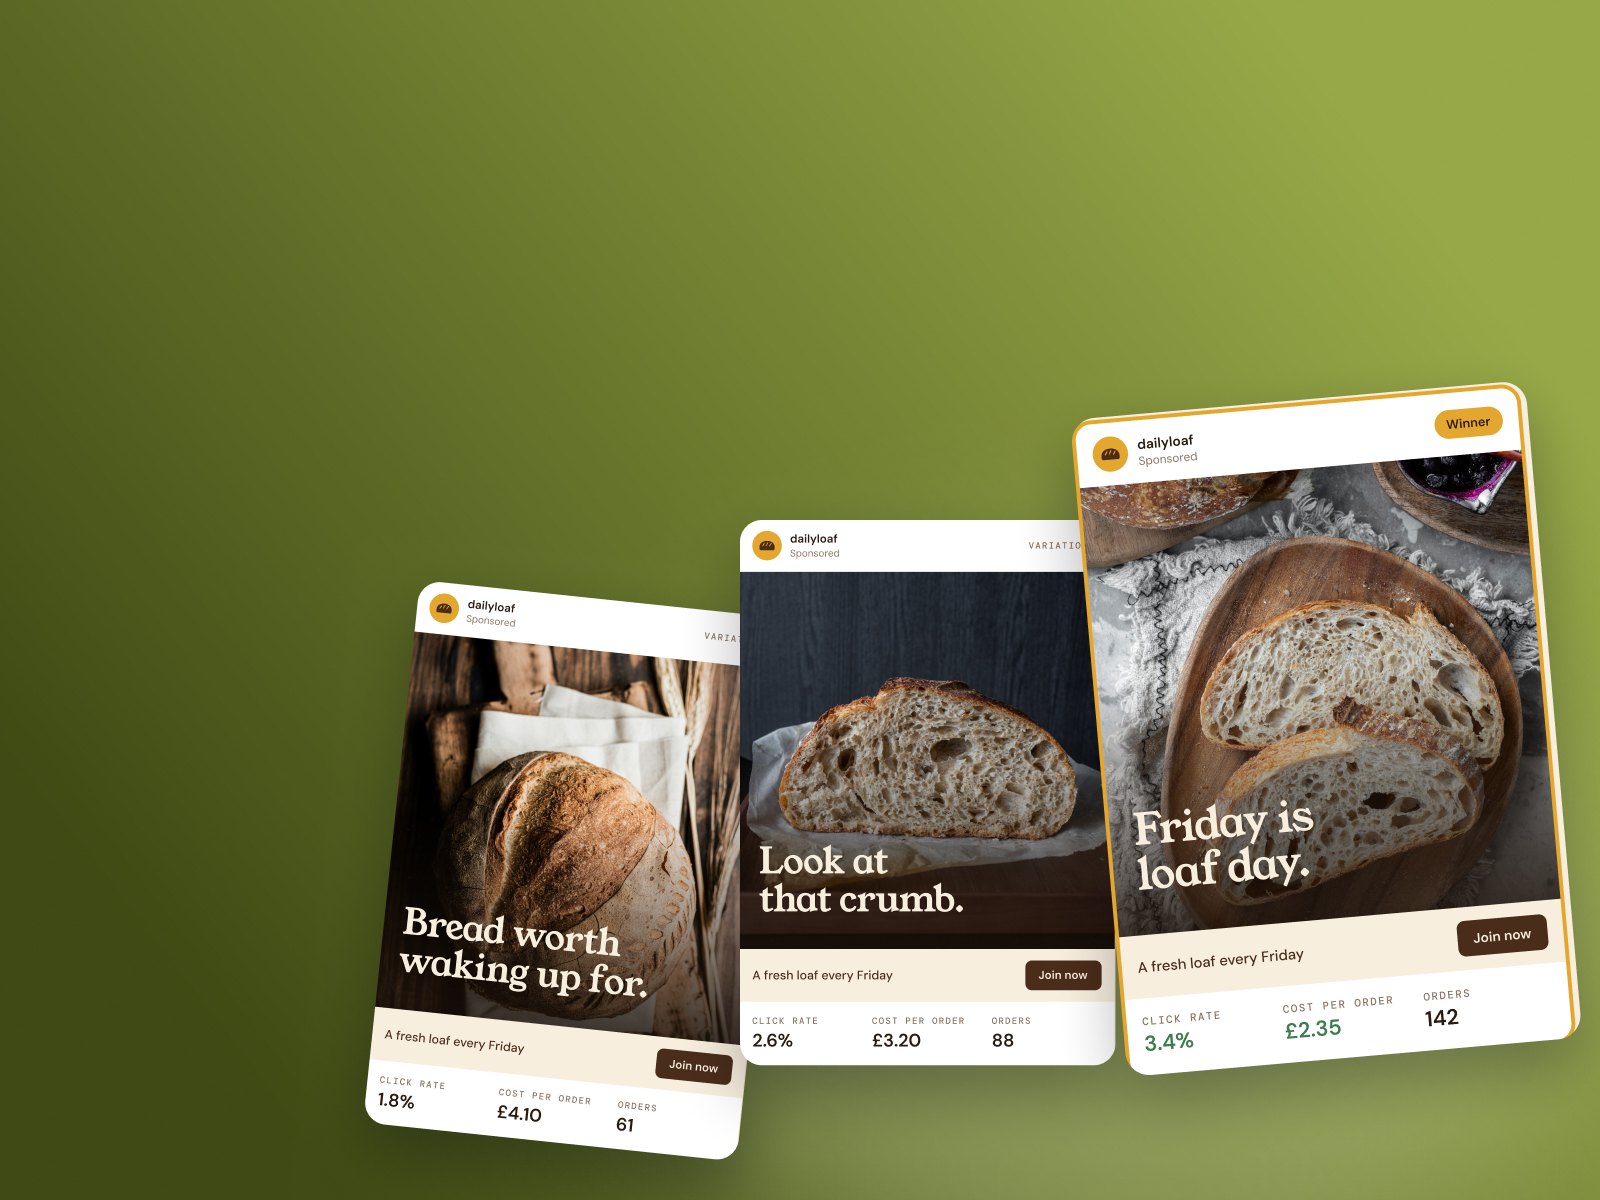 dailyloaf
Sponsored
Bread worth
waking up for.
A fresh loaf every Friday
Join now
CLICK RATE
1.8%
COST PER ORDER
£4.10
ORDERS
61
dailyloaf
Sponsored
Look at
that crumb.
A fresh loaf every Friday
Join now
CLICK RATE
2.6%
COST PER ORDER
£3.20
ORDERS
88
dailyloaf
Sponsored
Winner
Friday is
loaf day.
A fresh loaf every Friday
Join now
CLICK RATE
3.4%
COST PER ORDER
£2.35
ORDERS
142